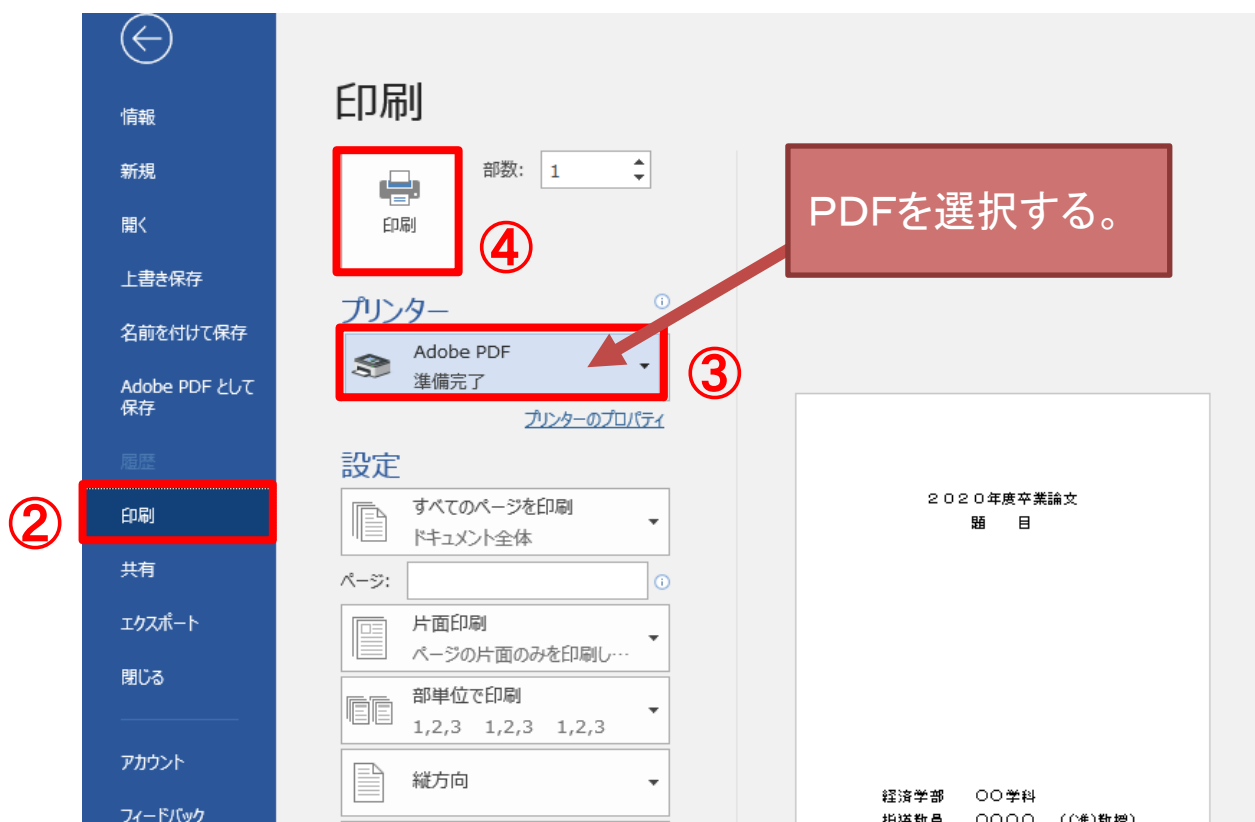 情報
新規
開く
上書き保存
名前を付けて保存
Adobe PDF として
保存
履歴
②
印刷
共有
エクスポート
閉じる
アカウント
フィードバック
印刷
部数: 1
印刷
④
プリンター
Adobe PDF
準備完了
③
プリンターのプロパティ
設定
すべてのページを印刷
ドキュメント全体
ページ:
片面印刷
ページの片面のみを印刷し…
部単位で印刷
1,2,3 1,2,3 1,2,3
縦方向
PDFを選択する。
2020年度卒業論文
題 目
経済学部 ○○学科
指導教員 ○○○○ ((准)教授)